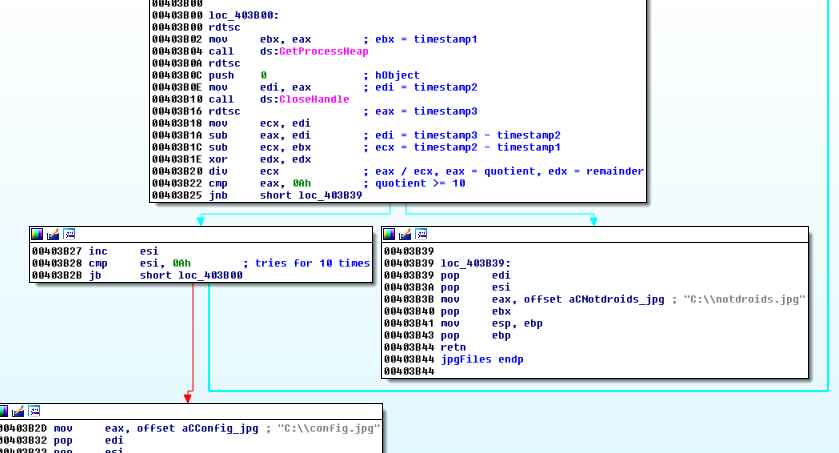 00403B00
00403B00 loc_403B00:
00403B00 rdtsc
00403B02 mov ebx, eax ; ebx = timestamp1
00403B04 call ds:GetProcessHeap
00403B0A rdtsc
00403B0C push 0 ; hObject
00403B0E mov edi, eax ; edi = timestamp2
00403B10 call ds:CloseHandle
00403B16 rdtsc ; eax = timestamp3
00403B18 mov ecx, edi
00403B1A sub eax, edi ; edi = timestamp3 - timestamp2
00403B1C sub ecx, ebx ; ecx = timestamp2 - timestamp1
00403B1E xor edx, edx
00403B20 div ecx ; eax / ecx, eax = quotient, edx = remainder
00403B22 cmp eax, 0Ah ; quotient >= 10
00403B25 jnb short loc_403B39
00403B27 inc esi
00403B28 cmp esi, 0Ah ; tries for 10 times
00403B2B jb short loc_403B00
00403B39
00403B39 loc_403B39:
00403B39 pop edi
00403B3A pop esi
00403B3B mov eax, offset aCNotdroids_jpg ; "C:\\notdroids.jpg"
00403B40 pop ebx
00403B41 mov esp, ebp
00403B43 pop ebp
00403B44 retn
00403B44 jpgFiles endp
00403B44
00403B2D mov eax, offset aCConfig_jpg ; "C:\\config.jpg"
00403B32 pop edi
00403B33 pop esi